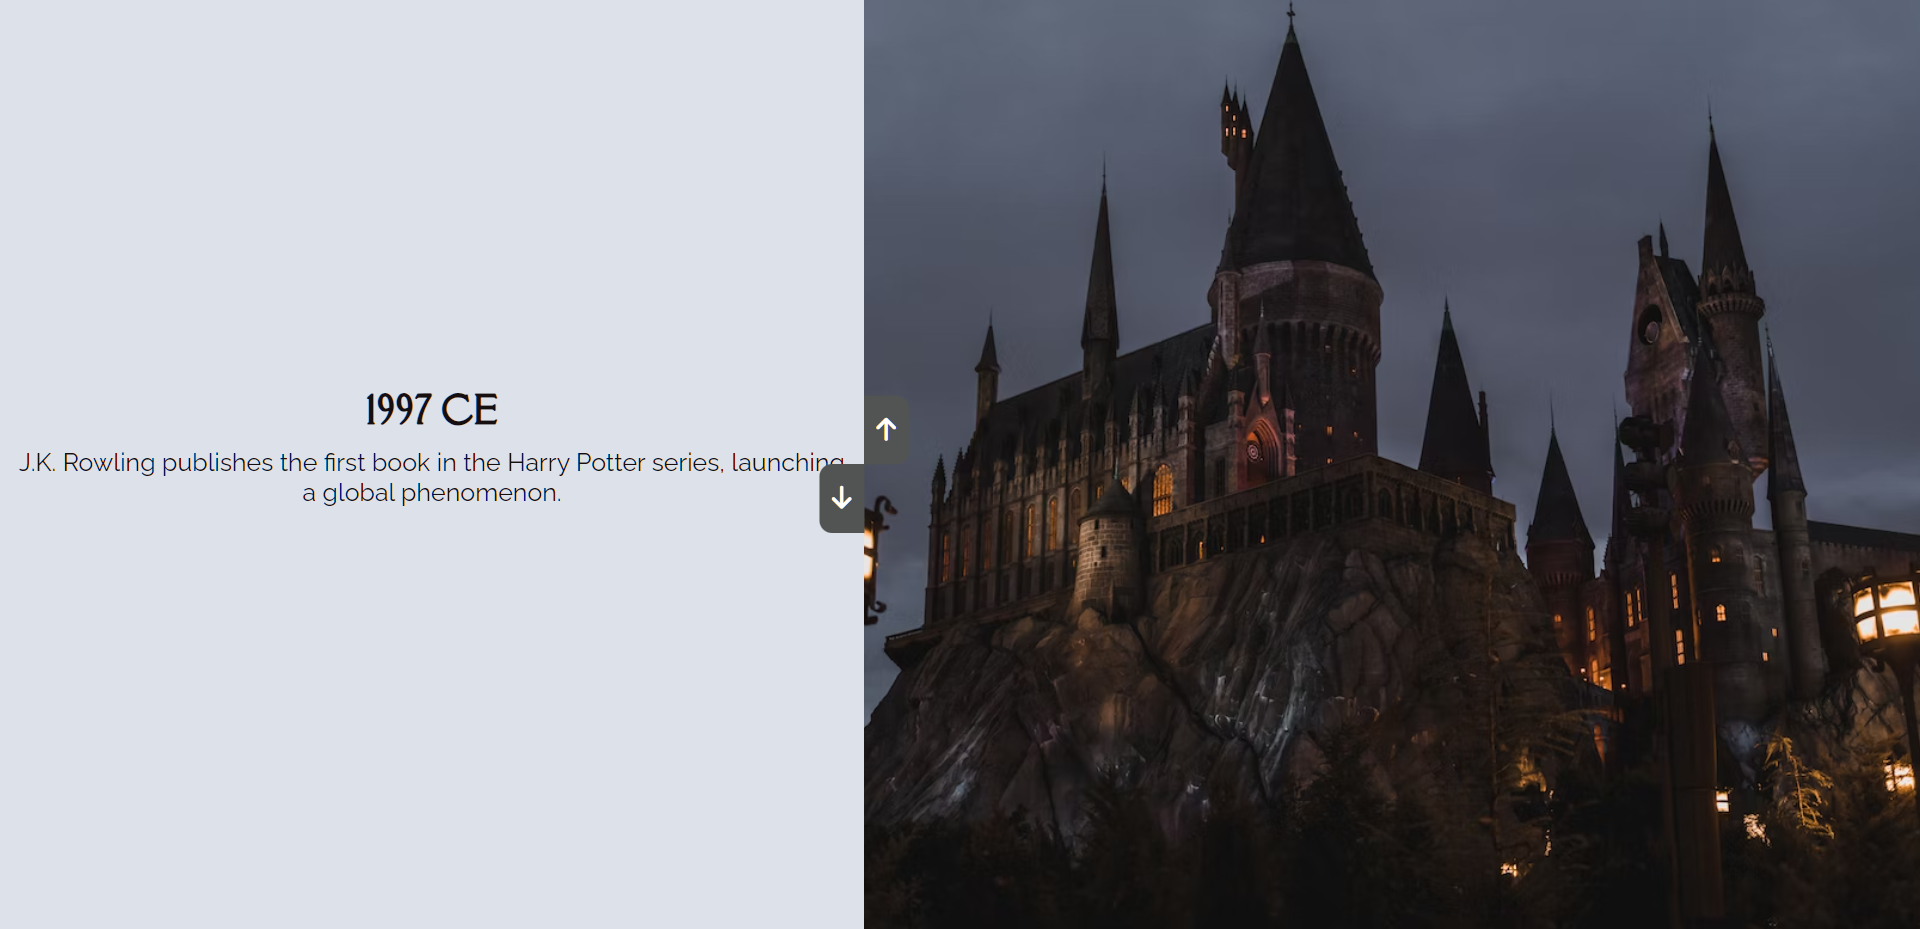 1997 CE
J.K. Rowling publishes the first book in the Harry Potter series, launching
a global phenomenon.